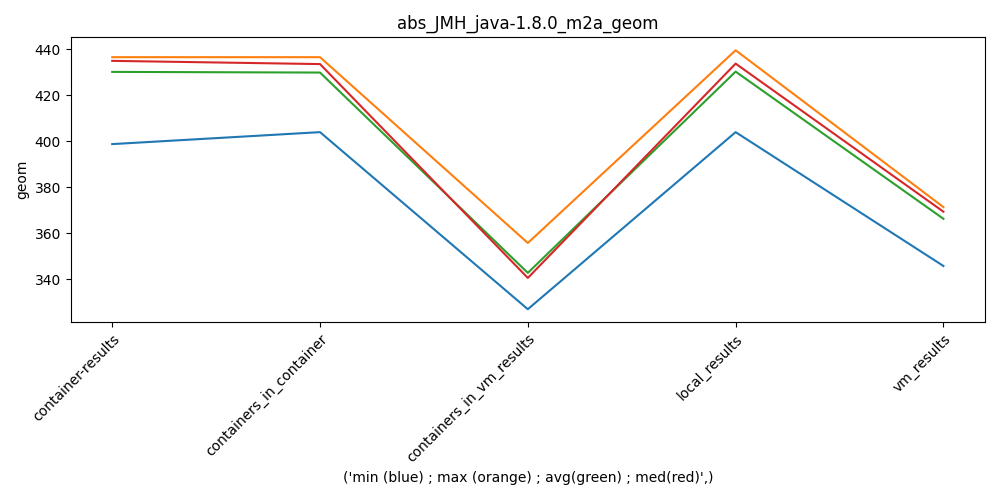 abs_JMH_java-1.8.0_m2a_geom
geom
440
420
400
380
360
340
container-results
containers_in_container
containers_in_vm_results
local_results
vm_results
('min (blue) ; max (orange) ; avg(green) ; med(red)',)